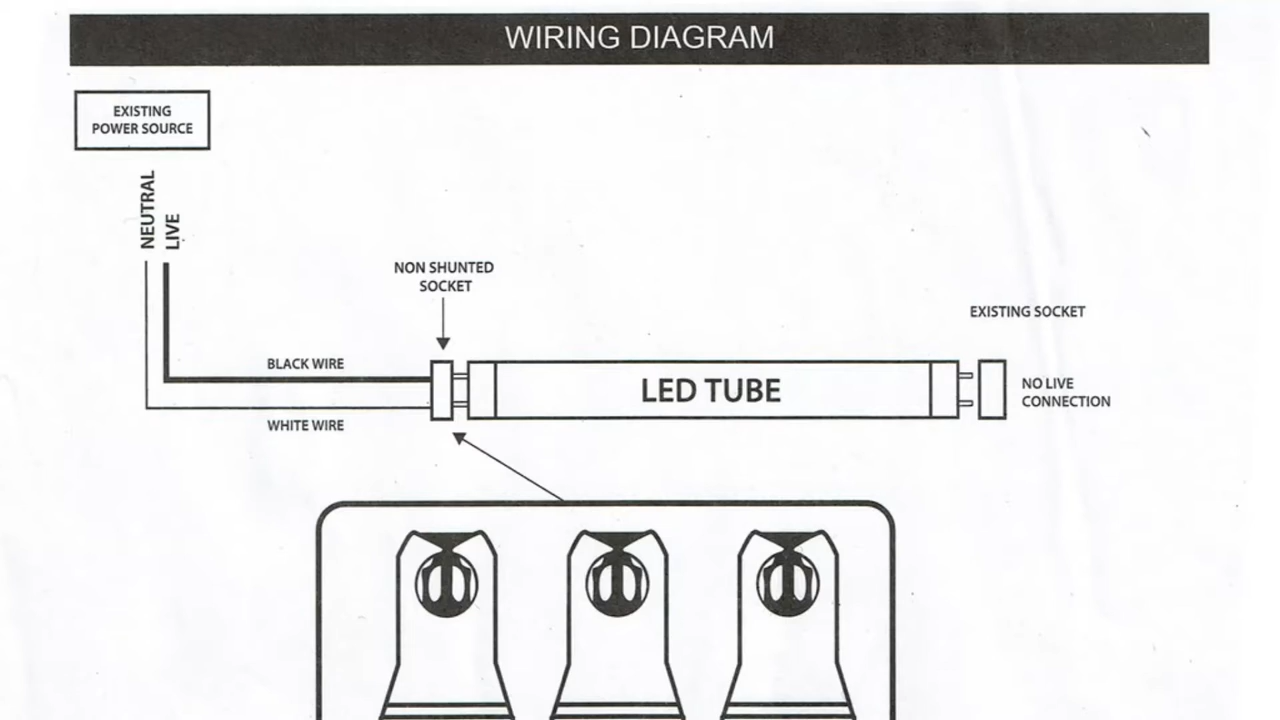 WIRING DIAGRAM
EXISTING
POWER SOURCE
NEUTRAL
LIVE
NON SHUNTED
SOCKET
EXISTING SOCKET
BLACK WIRE
LED TUBE
NO LIVE
CONNECTION
WHITE WIRE